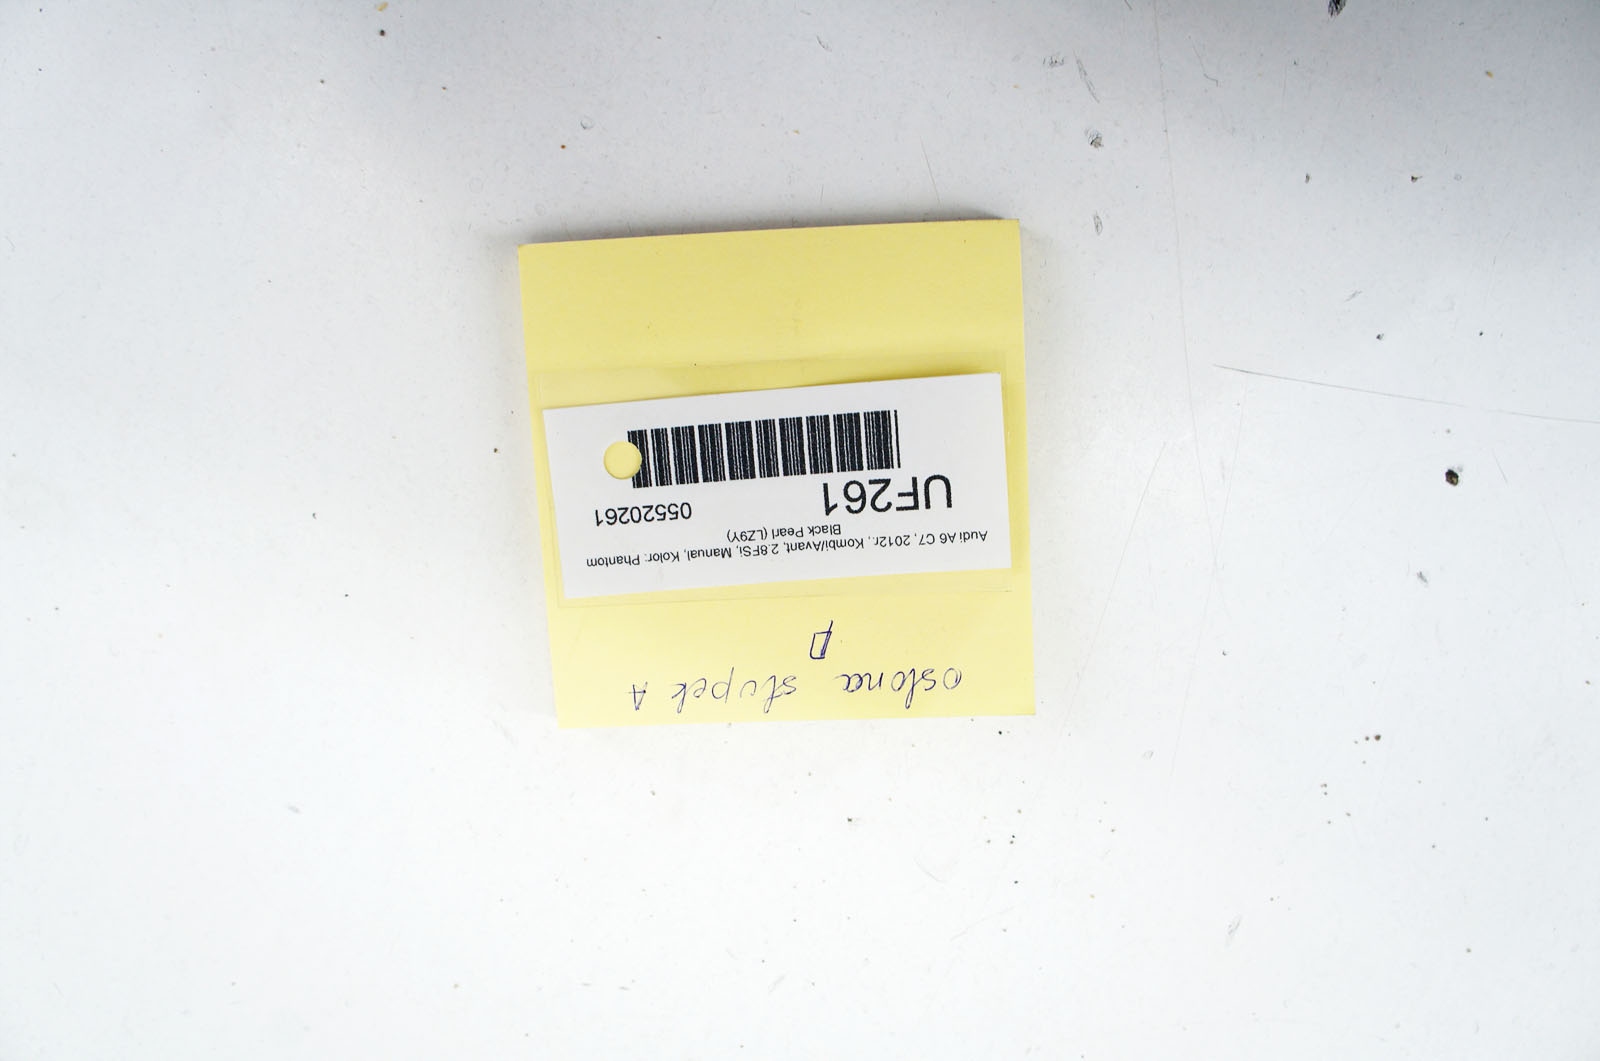 osłona słupek A
P
Audi A6 C7, 2012r., Kombi/Avant, 2.8FSi, Manual, Kolor: Phantom
Black Pearl (LZ9Y)
UF261 05520261